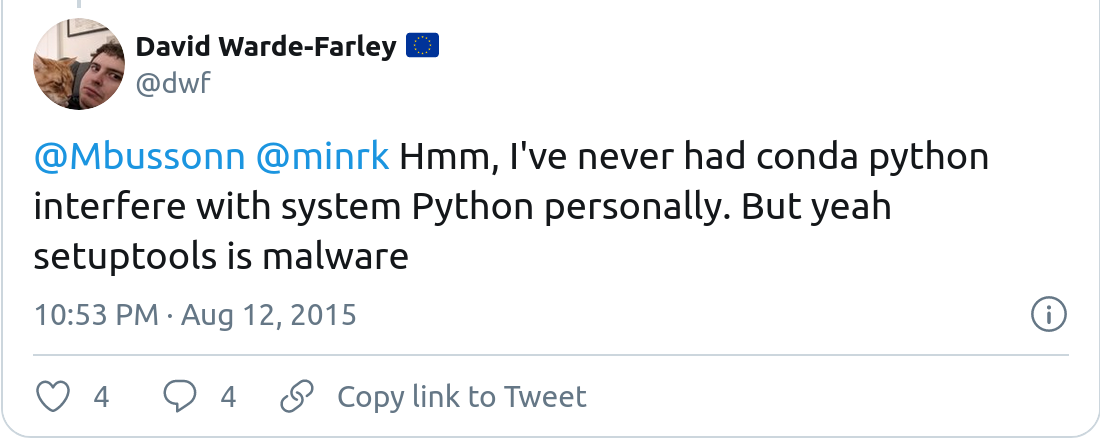 David Warde-Farley 🇪🇺
@dwf
@Mbussonn @minrk Hmm, I've never had conda python
interfere with system Python personally. But yeah
setuptools is malware
10:53 PM · Aug 12, 2015
4 4 Copy link to Tweet